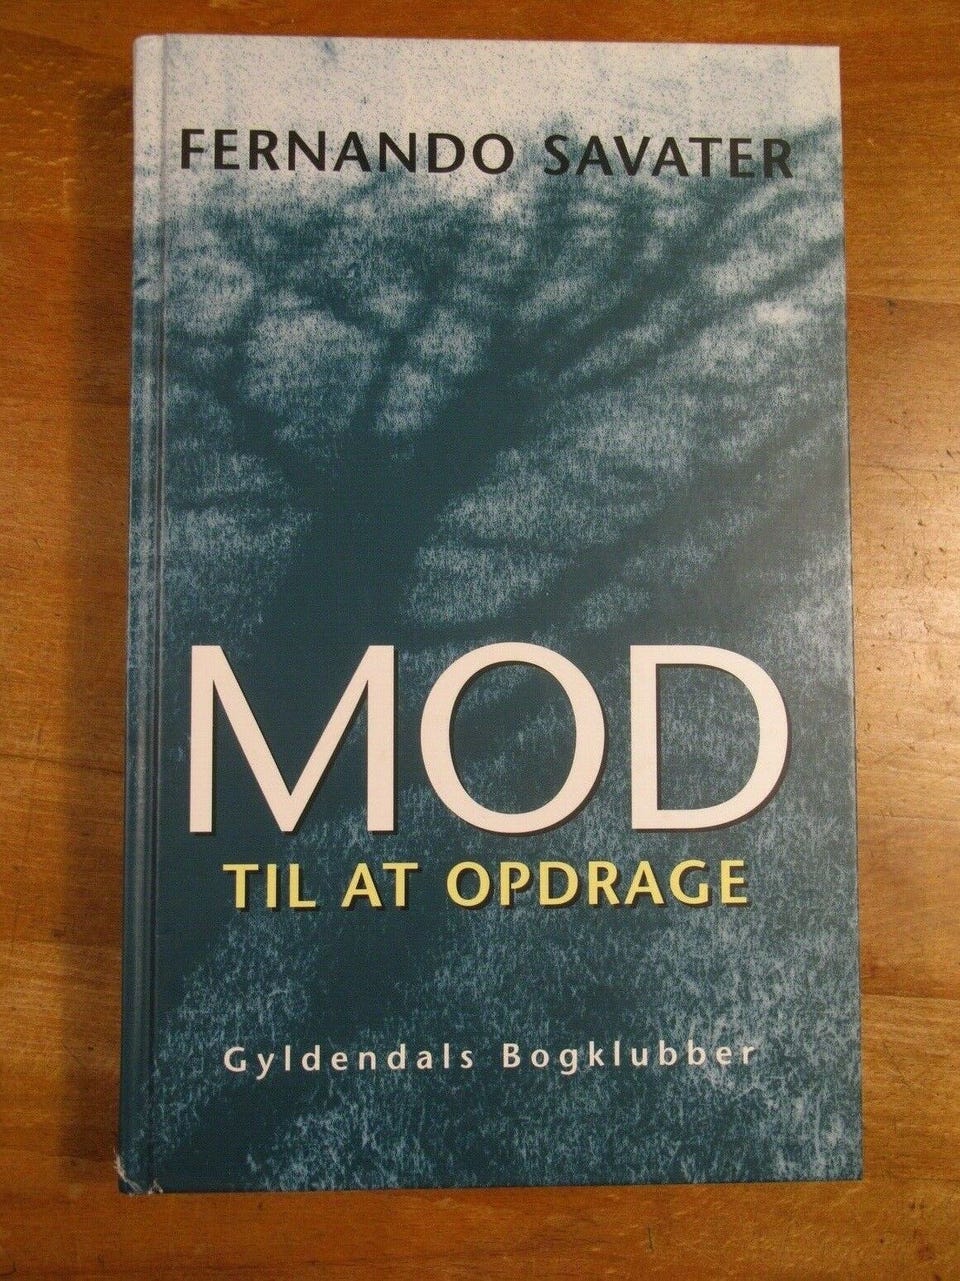 FERNANDO SAVATER
MOD
TIL AT OPDRAGE
Gyldendals Bogklubber